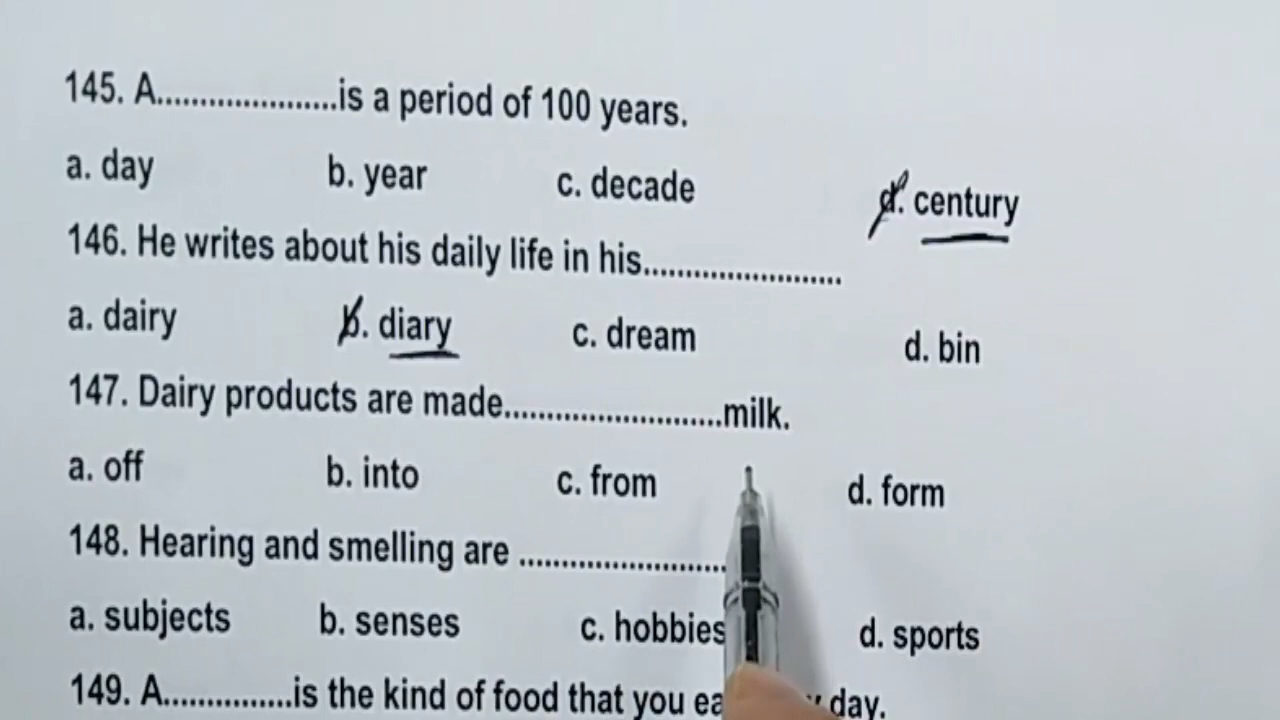 145. A.....................is a period of 100 years.
a. day b. year c. decade d. century
146. He writes about his daily life in his........................
a. dairy b. diary c. dream d. bin
147. Dairy products are made..........................milk.
a. off b. into c. from d. form
148. Hearing and smelling are ........................
a. subjects b. senses c. hobbies d. sports
149. A...............is the kind of food that you day.